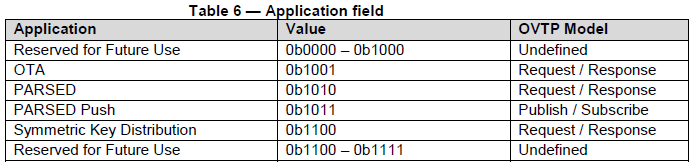 Table 6 — Application field
Application Value OVTP Model
Reserved for Future Use 0b0000 – 0b1000 Undefined
OTA 0b1001 Request / Response
PARSED 0b1010 Request / Response
PARSED Push 0b1011 Publish / Subscribe
Symmetric Key Distribution 0b1100 Request / Response
Reserved for Future Use 0b1100 – 0b1111 Undefined